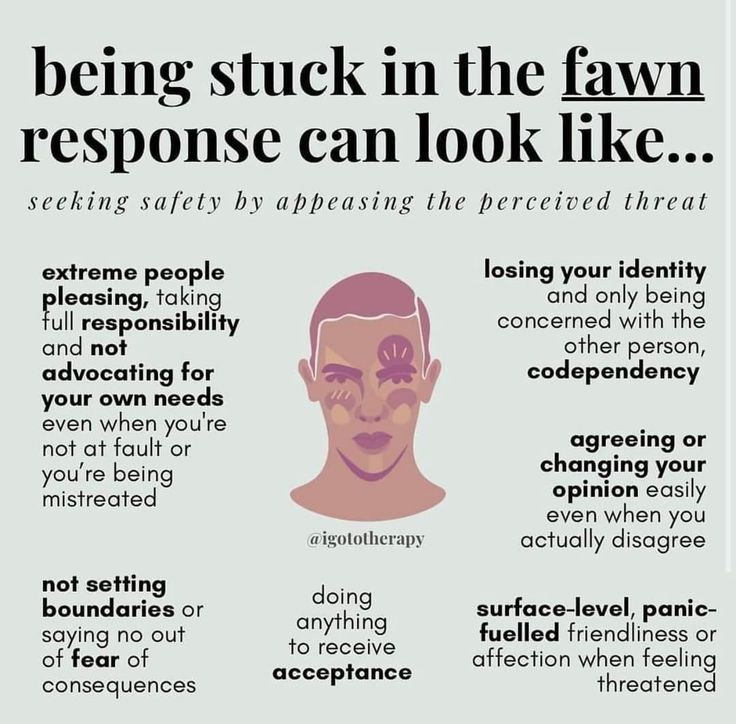 being stuck in the fawn
response can look like...
seeking safety by appeasing the perceived threat
extreme people
pleasing, taking
full responsibility
and not
advocating for
your own needs
even when you're
not at fault or
you're being
mistreated
losing your identity
and only being
concerned with the
other person,
codependency
agreeing or
changing your
opinion easily
even when you
actually disagree
@igototherapy
not setting
boundaries or
saying no out
of fear of
consequences
doing
anything
to receive
acceptance
surface-level, panic-
fuelled friendliness or
affection when feeling
threatened